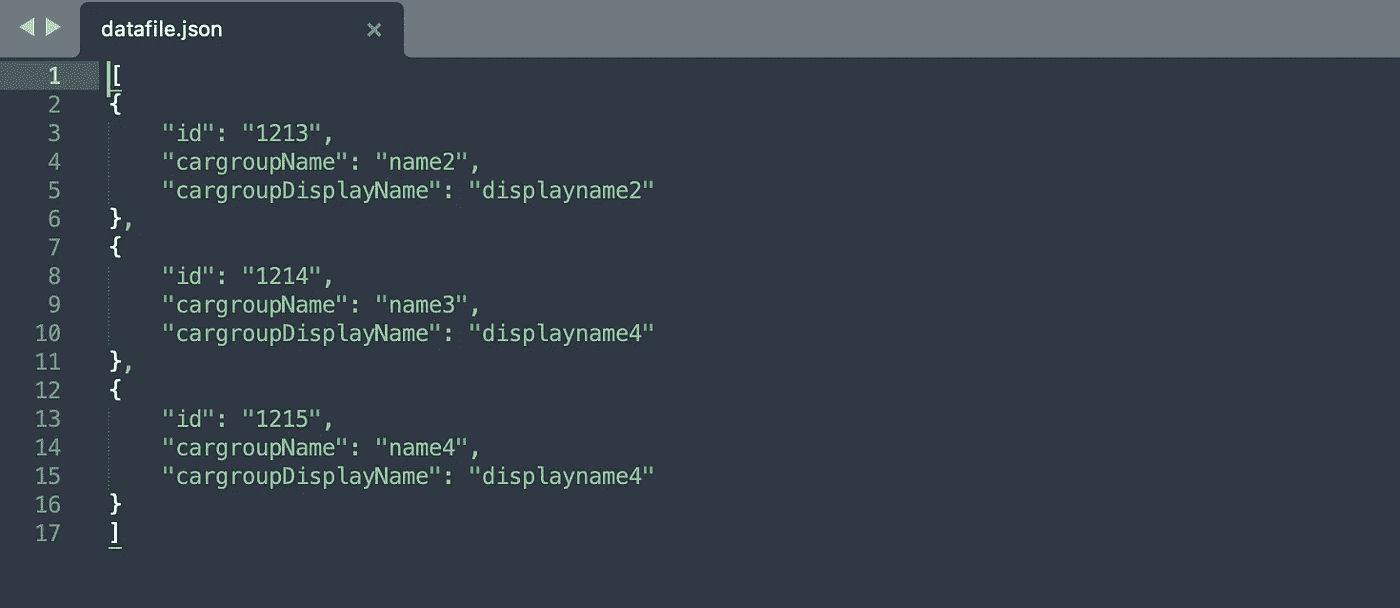 datafile.json ×
1 [
2 {
3     "id": "1213",
4     "cargroupName": "name2",
5     "cargroupDisplayName": "displayname2"
6 },
7 {
8     "id": "1214",
9     "cargroupName": "name3",
10     "cargroupDisplayName": "displayname4"
11 },
12 {
13     "id": "1215",
14     "cargroupName": "name4",
15     "cargroupDisplayName": "displayname4"
16 }
17 ]